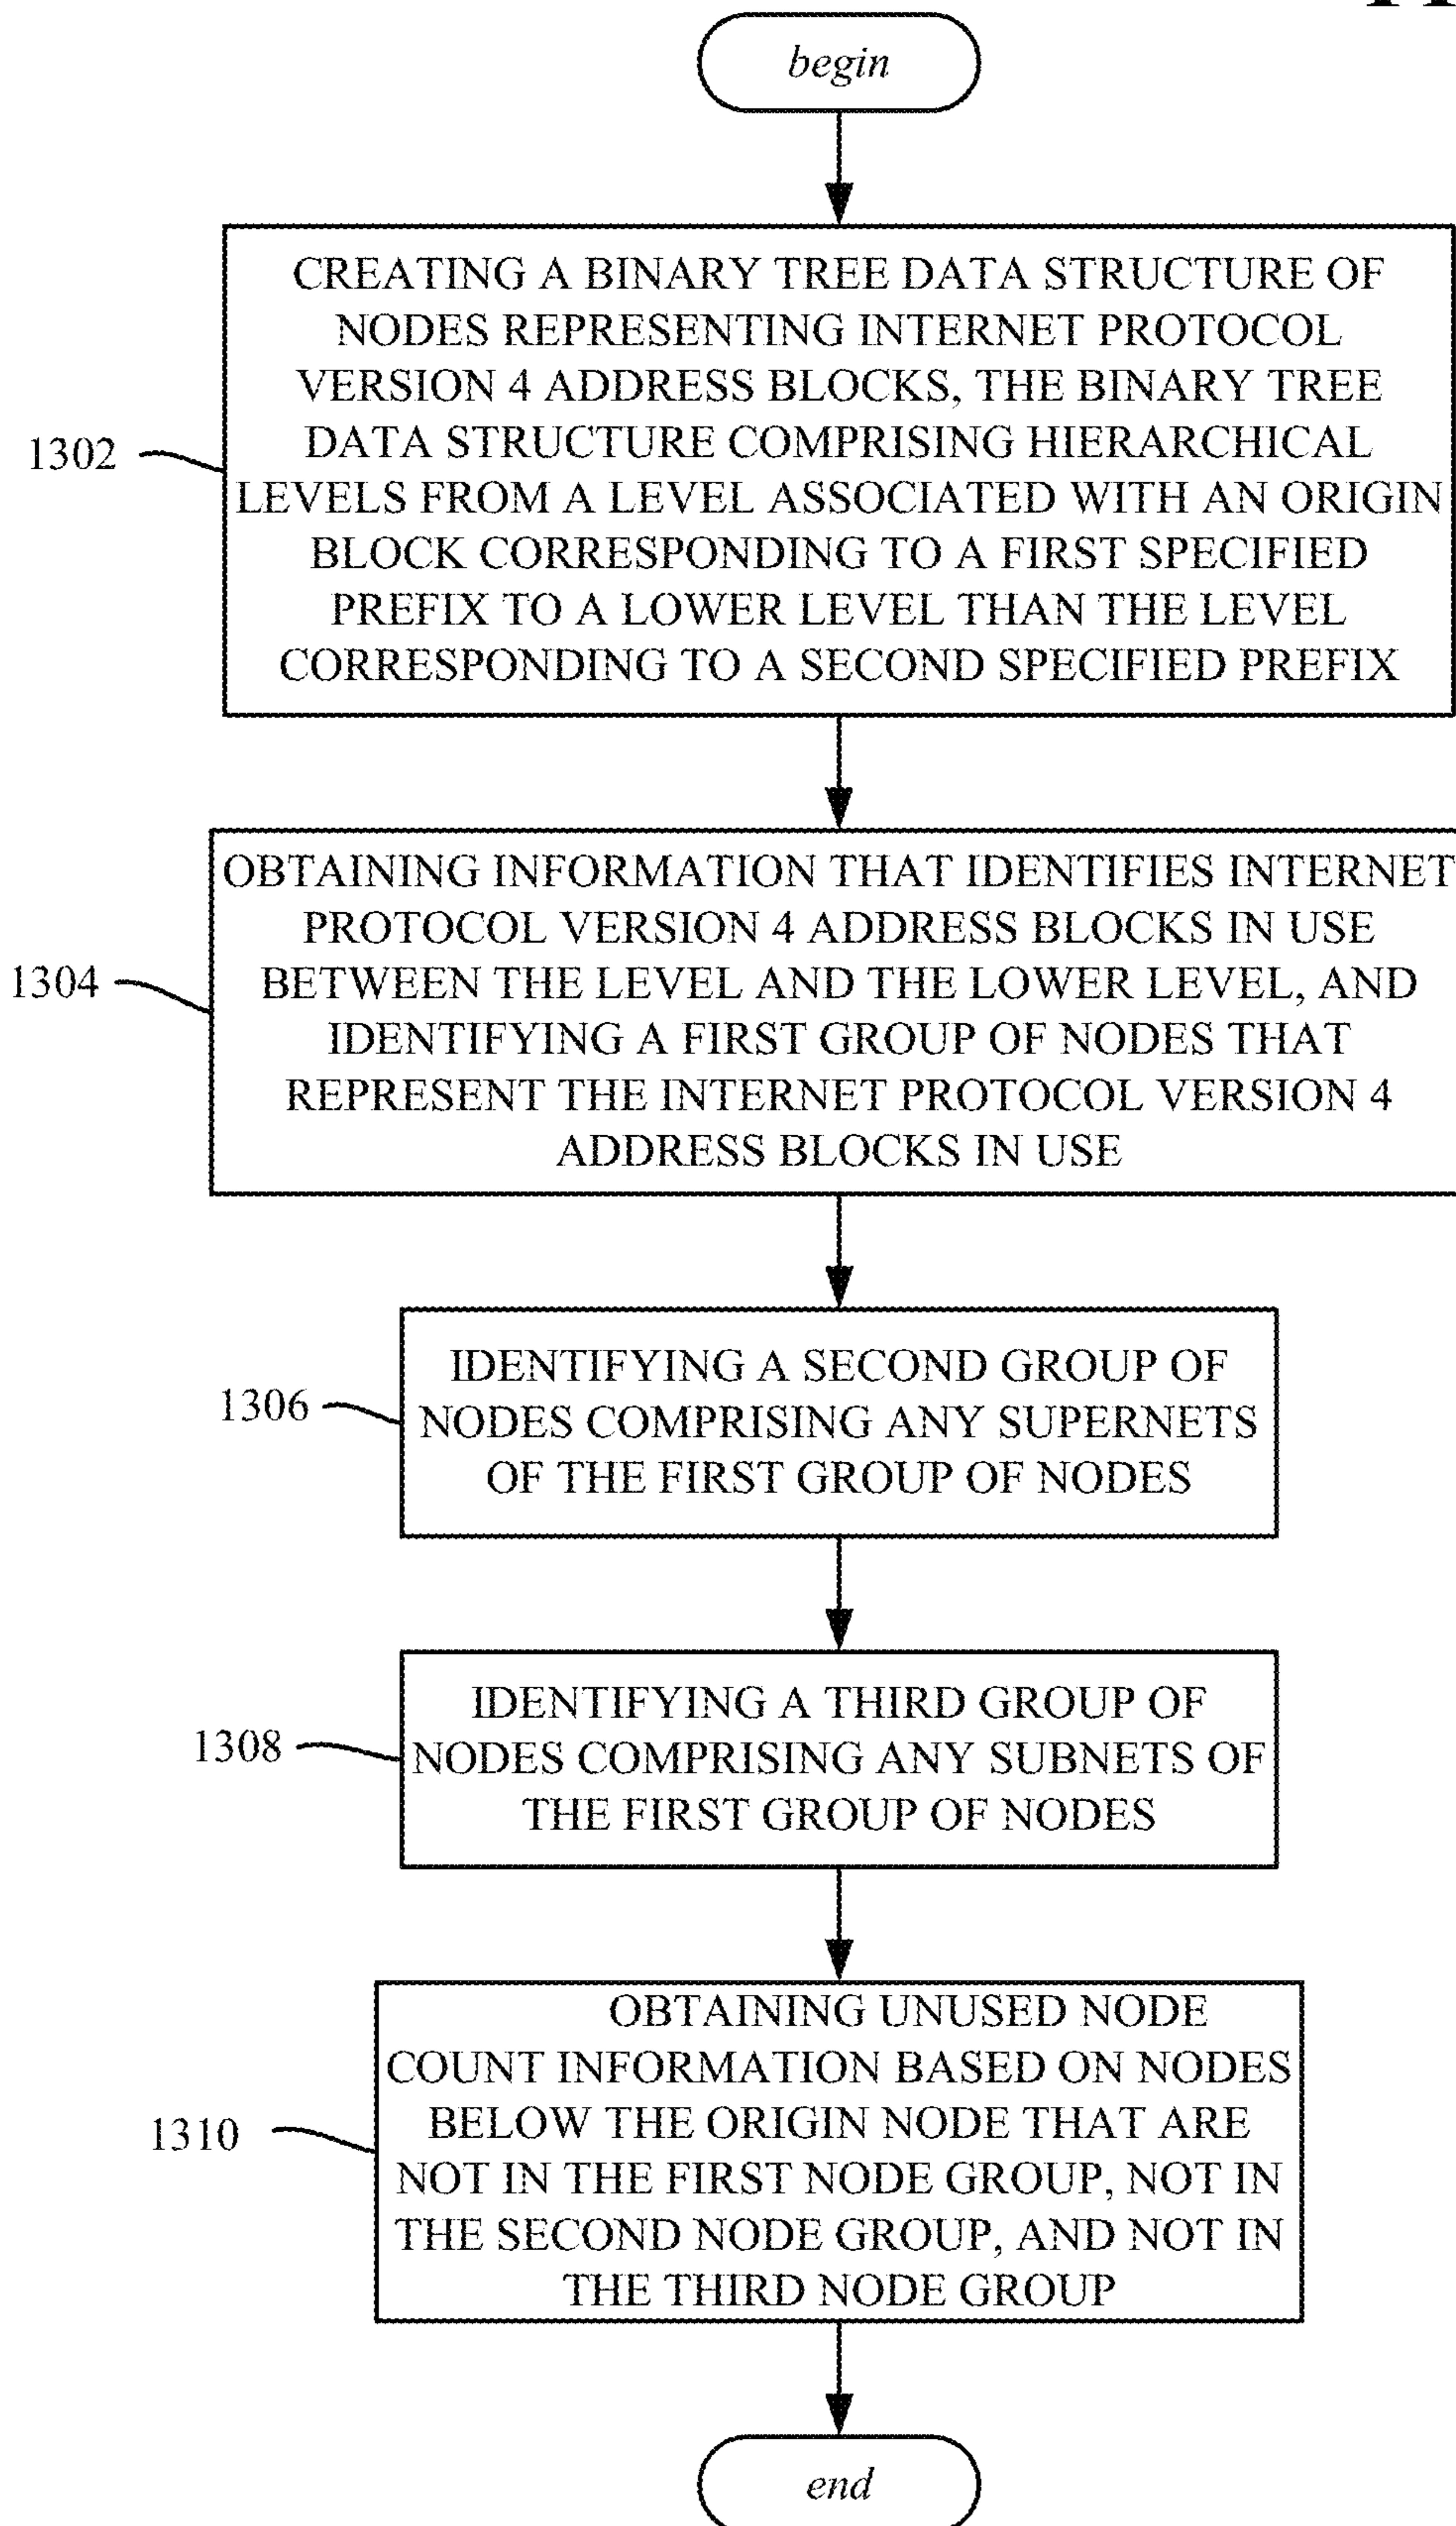 begin
CREATING A BINARY TREE DATA STRUCTURE OF
NODES REPRESENTING INTERNET PROTOCOL
VERSION 4 ADDRESS BLOCKS, THE BINARY TREE
DATA STRUCTURE COMPRISING HIERARCHICAL
LEVELS FROM A LEVEL ASSOCIATED WITH AN ORIGIN
BLOCK CORRESPONDING TO A FIRST SPECIFIED
PREFIX TO A LOWER LEVEL THAN THE LEVEL
CORRESPONDING TO A SECOND SPECIFIED PREFIX
1302
OBTAINING INFORMATION THAT IDENTIFIES INTERNET
PROTOCOL VERSION 4 ADDRESS BLOCKS IN USE
BETWEEN THE LEVEL AND THE LOWER LEVEL, AND
IDENTIFYING A FIRST GROUP OF NODES THAT
REPRESENT THE INTERNET PROTOCOL VERSION 4
ADDRESS BLOCKS IN USE
1304
IDENTIFYING A SECOND GROUP OF
NODES COMPRISING ANY SUPERNETS
OF THE FIRST GROUP OF NODES
1306
IDENTIFYING A THIRD GROUP OF
NODES COMPRISING ANY SUBNETS OF
THE FIRST GROUP OF NODES
1308
OBTAINING UNUSED NODE
COUNT INFORMATION BASED ON NODES
BELOW THE ORIGIN NODE THAT ARE
NOT IN THE FIRST NODE GROUP, NOT IN
THE SECOND NODE GROUP, AND NOT IN
THE THIRD NODE GROUP
1310
end